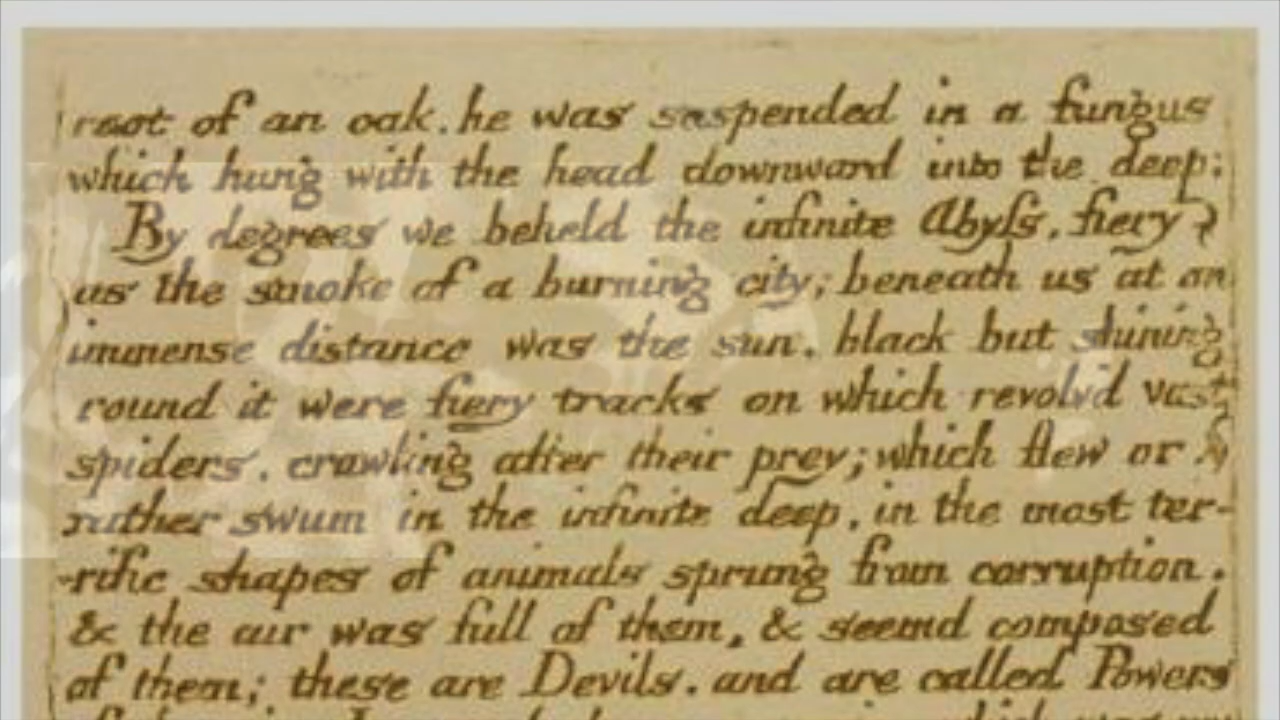 root of an oak. he was suspended in a fungus
which hung with the head downward into the deep:
By degrees we beheld the infinite Abyſs, fiery
as the smoke of a burning city; beneath us at an
immense distance was the sun, black but shining
round it were fiery tracks on which revolv'd vast
spiders, crawling after their prey; which flew or
rather swum in the infinite deep, in the most ter-
-rific shapes of animals sprung from corruption.
& the air was full of them, & seemd composed
of them; these are Devils. and are called Powers